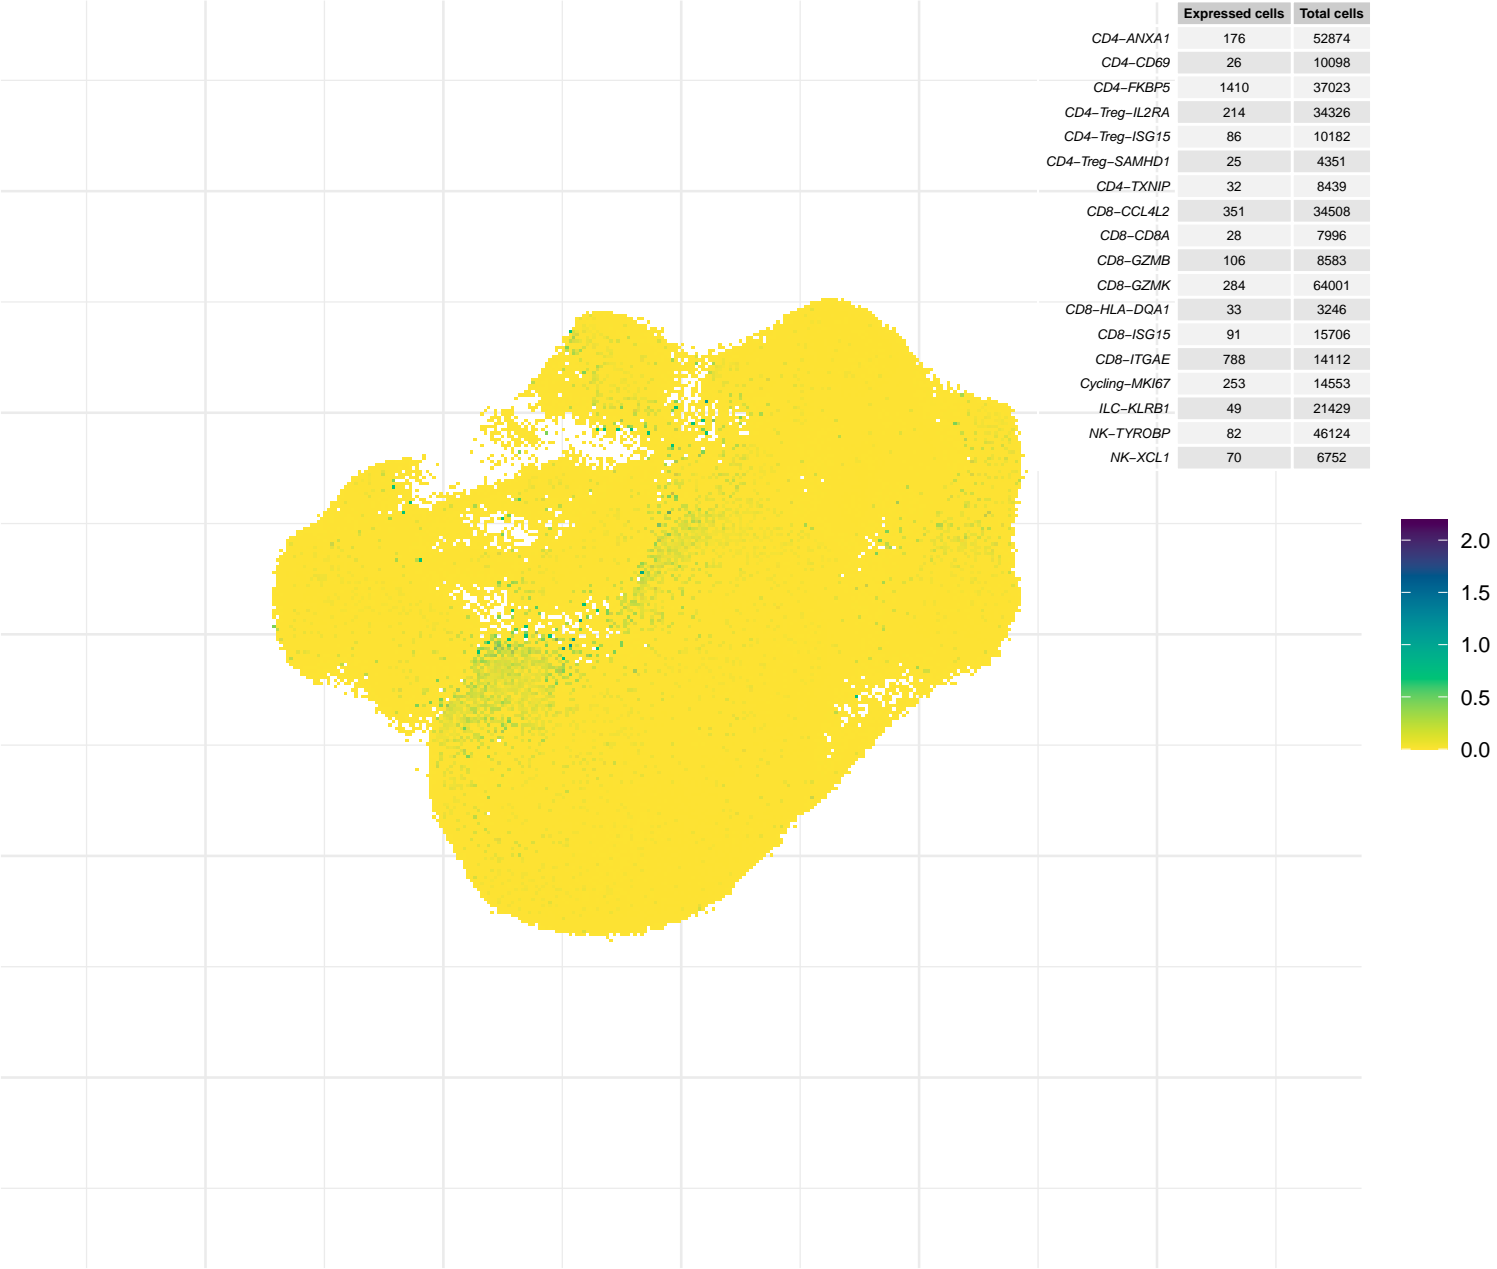 Expressed cells Total cells
CD4−ANXA1 176 52874
CD4−CD69 26 10098
CD4−FKBP5 1410 37023
CD4−Treg−IL2RA 214 34326
CD4−Treg−ISG15 86 10182
CD4−Treg−SAMHD1 25 4351
CD4−TXNIP 32 8439
CD8−CCL4L2 351 34508
CD8−CD8A 28 7996
CD8−GZMB 106 8583
CD8−GZMK 284 64001
CD8−HLA−DQA1 33 3246
CD8−ISG15 91 15706
CD8−ITGAE 788 14112
Cycling−MKI67 253 14553
ILC−KLRB1 49 21429
NK−TYROBP 82 46124
NK−XCL1 70 6752
2.0
1.5
1.0
0.5
0.0